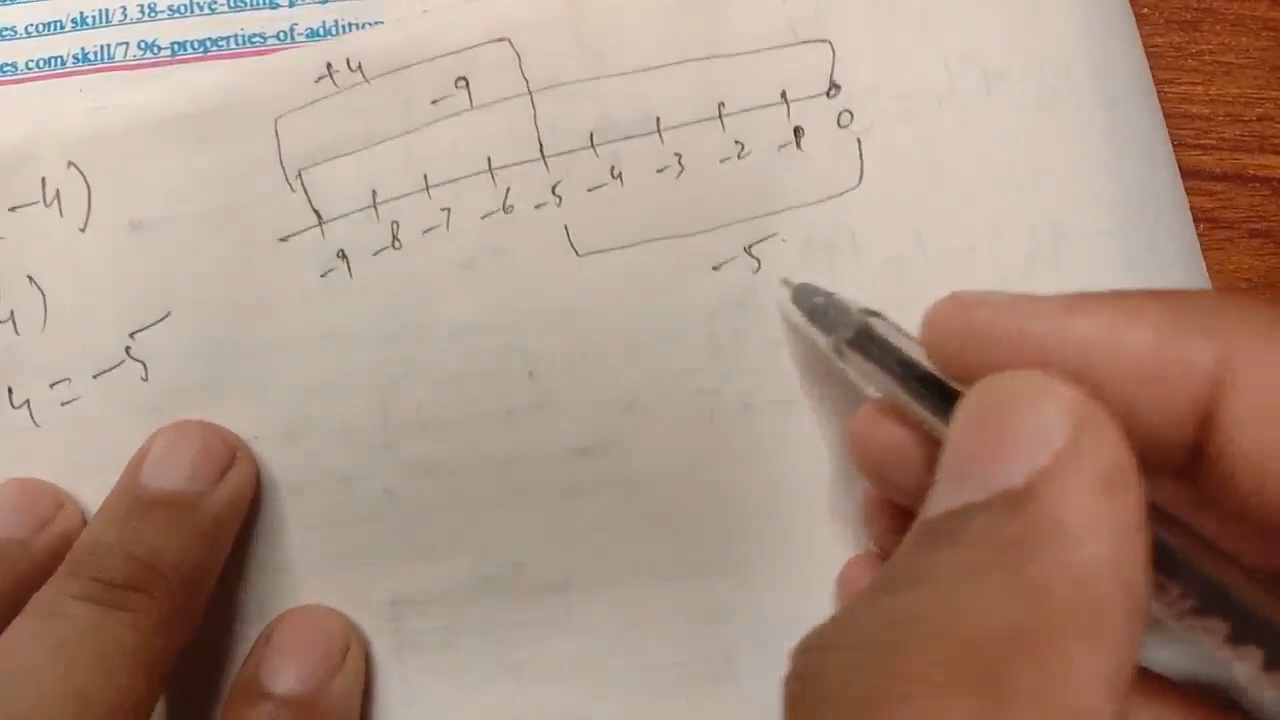 es.com/skill/3.38-solve-using
es.com/skill/7.96-properties-of-addition
+4
-9
-9 -8 -7 -6 -5 -4 -3 -2 -1 0
-5
-4)
4)
4 = -5